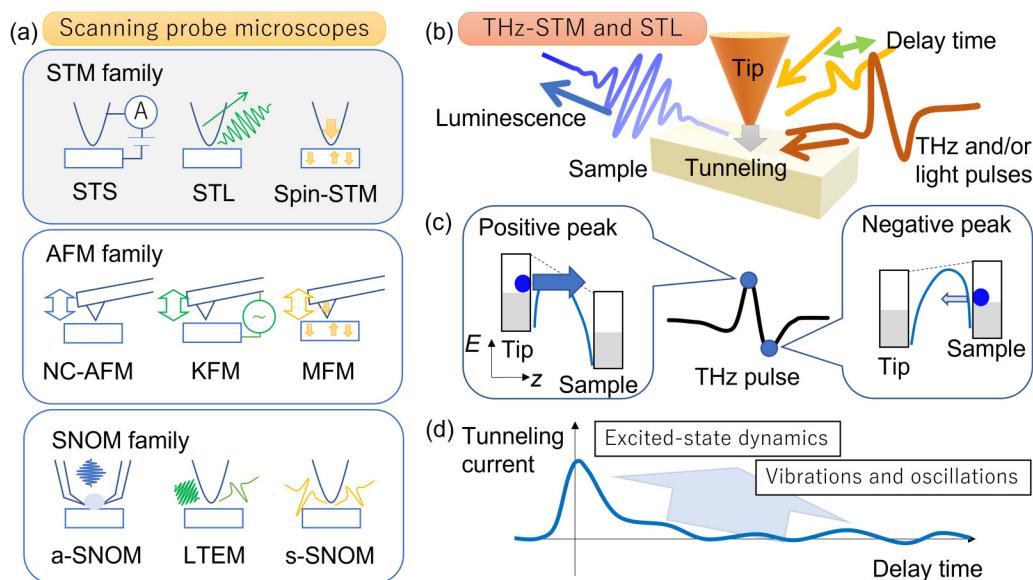 (a) Scanning probe microscopes
STM family
A
STS STL Spin-STM
AFM family
~
NC-AFM KFM MFM
SNOM family
a-SNOM LTEM s-SNOM
(b) THz-STM and STL
Delay time
Tip
Luminescence
Sample
Tunneling
THz and/or
light pulses
(c)
Positive peak
E
z
Tip
Sample
THz pulse
Negative peak
Tip
Sample
(d)
Tunneling
current
Excited-state dynamics
Vibrations and oscillations
Delay time